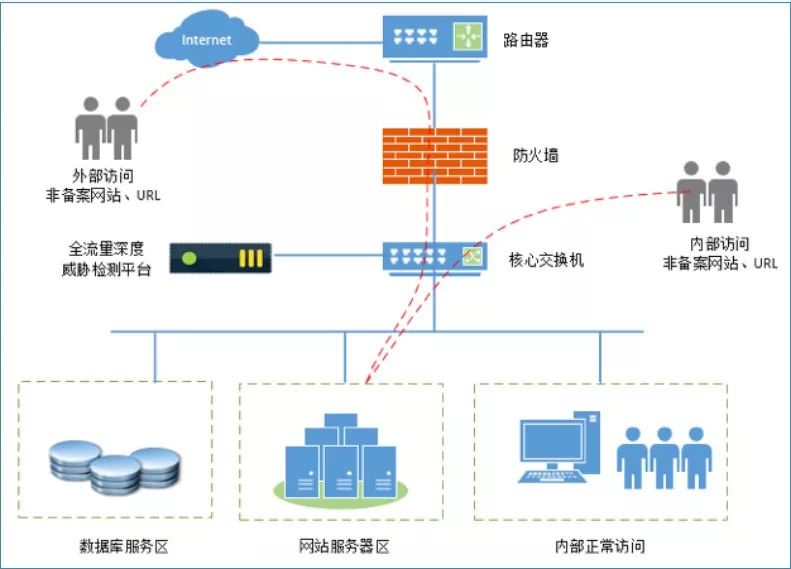 Internet
路由器
防火墙
外部访问
非备案网站、URL
内部访问
非备案网站、URL
全流量深度
威胁检测平台
核心交换机
数据库服务区
网站服务器区
内部正常访问